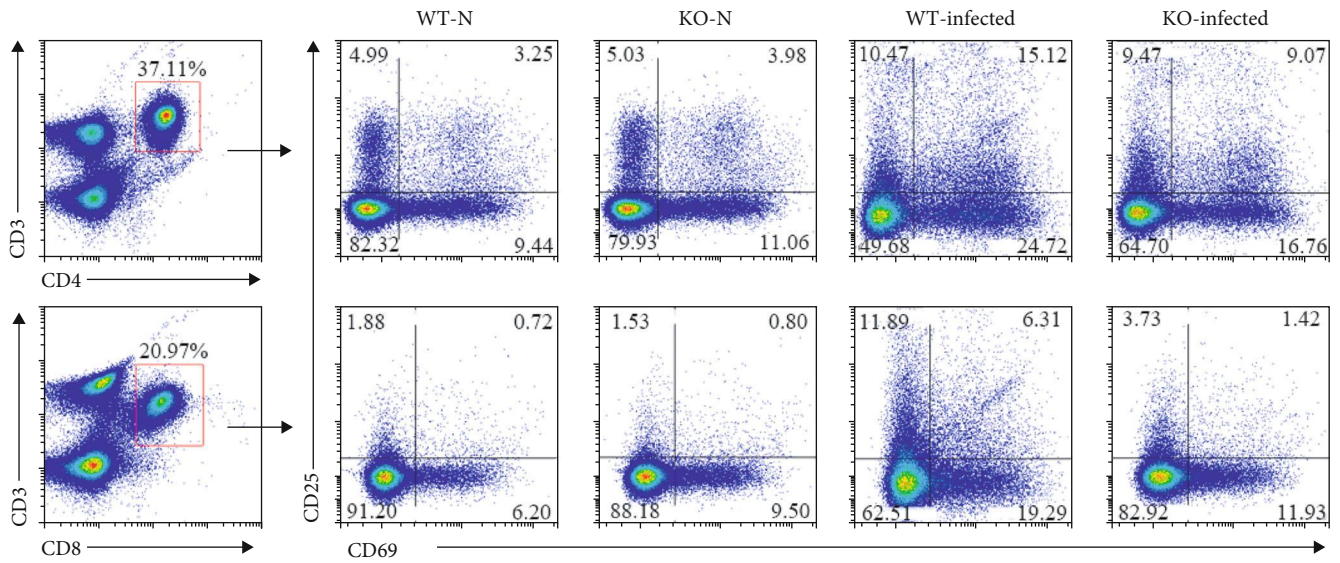 WT-N KO-N WT-infected KO-infected
37.11%
4.99 3.25 5.03 3.98 10.47 15.12 9.47 9.07
CD3
82.32 9.44 79.93 11.06 49.68 24.72 64.70 16.76
CD4
20.97%
1.88 0.72 1.53 0.80 11.89 6.31 3.73 1.42
CD3
CD25
91.20 6.20 88.18 9.50 62.51 19.29 82.92 11.93
CD8
CD69